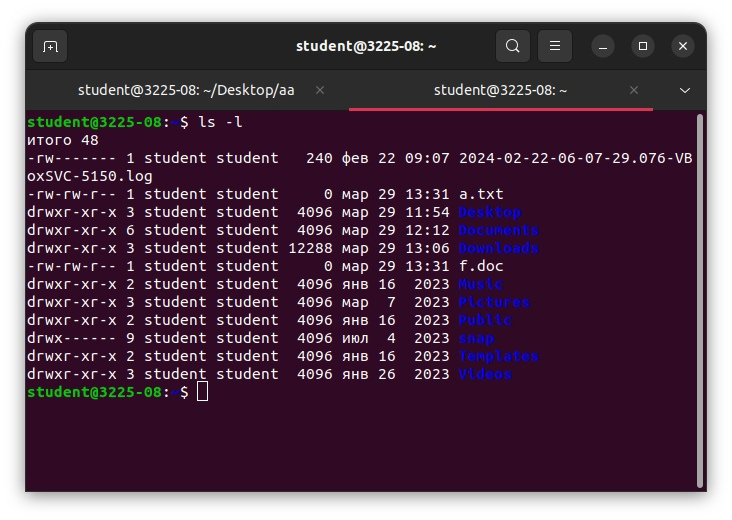 student@3225-08: ~
student@3225-08: ~/Desktop/aa
student@3225-08: ~
student@3225-08:~$ ls -l
итого 48
-rw------- 1 student student   240 фев 22 09:07 2024-02-22-06-07-29.076-VB
oxSVC-5150.log
-rw-rw-r-- 1 student student     0 мар 29 13:31 a.txt
drwxr-xr-x 3 student student  4096 мар 29 11:54 Desktop
drwxr-xr-x 6 student student  4096 мар 29 12:12 Documents
drwxr-xr-x 3 student student 12288 мар 29 13:06 Downloads
-rw-rw-r-- 1 student student     0 мар 29 13:31 f.doc
drwxr-xr-x 2 student student  4096 янв 16  2023 Music
drwxr-xr-x 3 student student  4096 мар  7  2023 Pictures
drwxr-xr-x 2 student student  4096 янв 16  2023 Public
drwx------ 9 student student  4096 июл  4  2023 snap
drwxr-xr-x 2 student student  4096 янв 16  2023 Templates
drwxr-xr-x 3 student student  4096 янв 26  2023 Videos
student@3225-08:~$